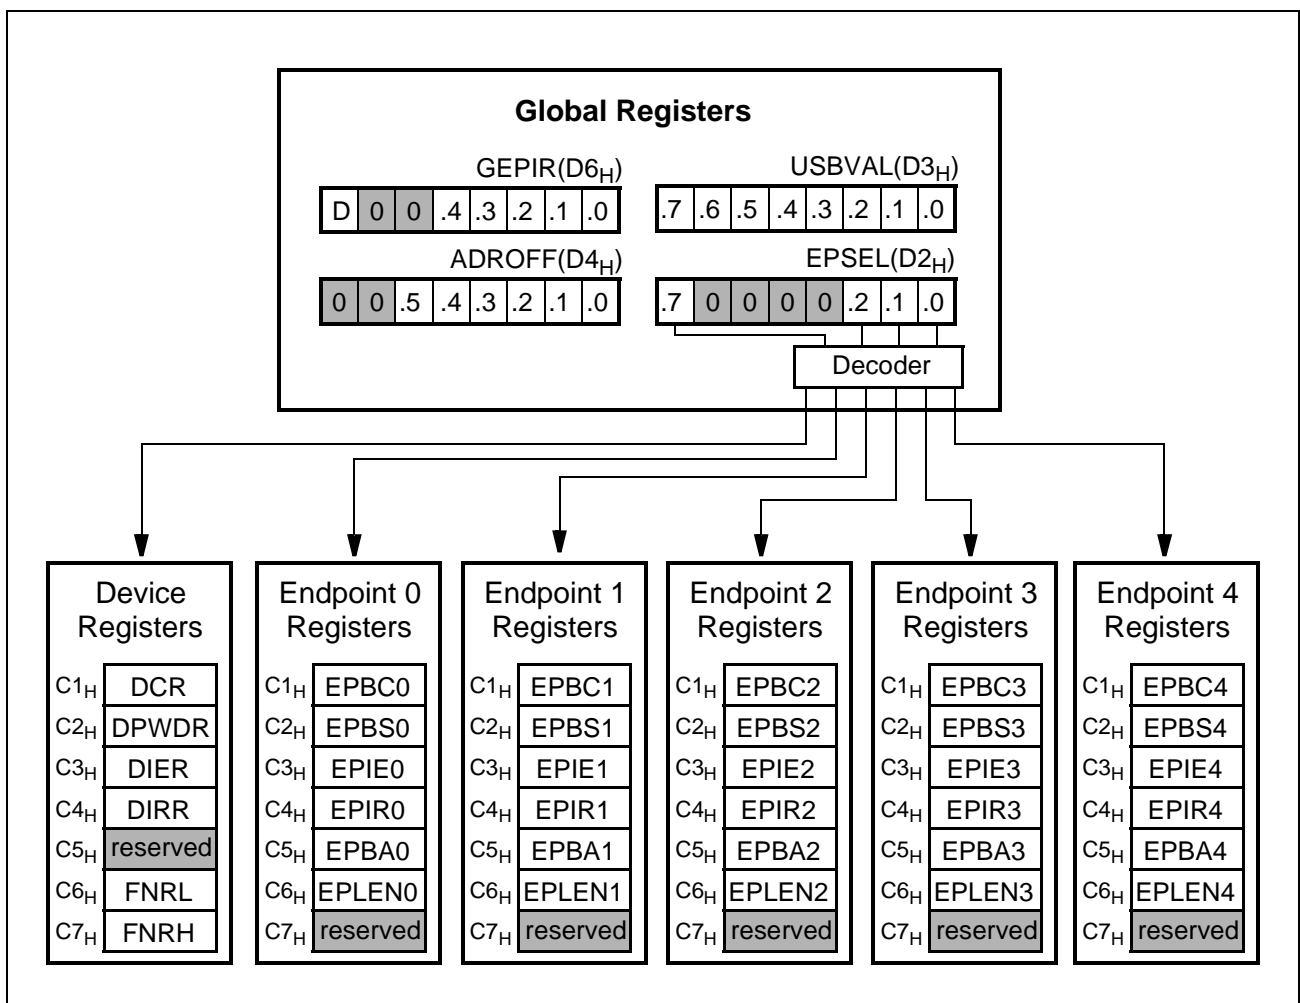 Global Registers
GEPIR(D6H) USBVAL(D3H)
D 0 0 .4 .3 .2 .1 .0 .7 .6 .5 .4 .3 .2 .1 .0
ADROFF(D4H) EPSEL(D2H)
0 0 .5 .4 .3 .2 .1 .0 .7 0 0 0 0 .2 .1 .0
Decoder
Device
Registers
C1H DCR
C2H DPWDR
C3H DIER
C4H DIRR
C5H reserved
C6H FNRL
C7H FNRH
Endpoint 0
Registers
C1H EPBC0
C2H EPBS0
C3H EPIE0
C4H EPIR0
C5H EPBA0
C6H EPLEN0
C7H reserved
Endpoint 1
Registers
C1H EPBC1
C2H EPBS1
C3H EPIE1
C4H EPIR1
C5H EPBA1
C6H EPLEN1
C7H reserved
Endpoint 2
Registers
C1H EPBC2
C2H EPBS2
C3H EPIE2
C4H EPIR2
C5H EPBA2
C6H EPLEN2
C7H reserved
Endpoint 3
Registers
C1H EPBC3
C2H EPBS3
C3H EPIE3
C4H EPIR3
C5H EPBA3
C6H EPLEN3
C7H reserved
Endpoint 4
Registers
C1H EPBC4
C2H EPBS4
C3H EPIE4
C4H EPIR4
C5H EPBA4
C6H EPLEN4
C7H reserved